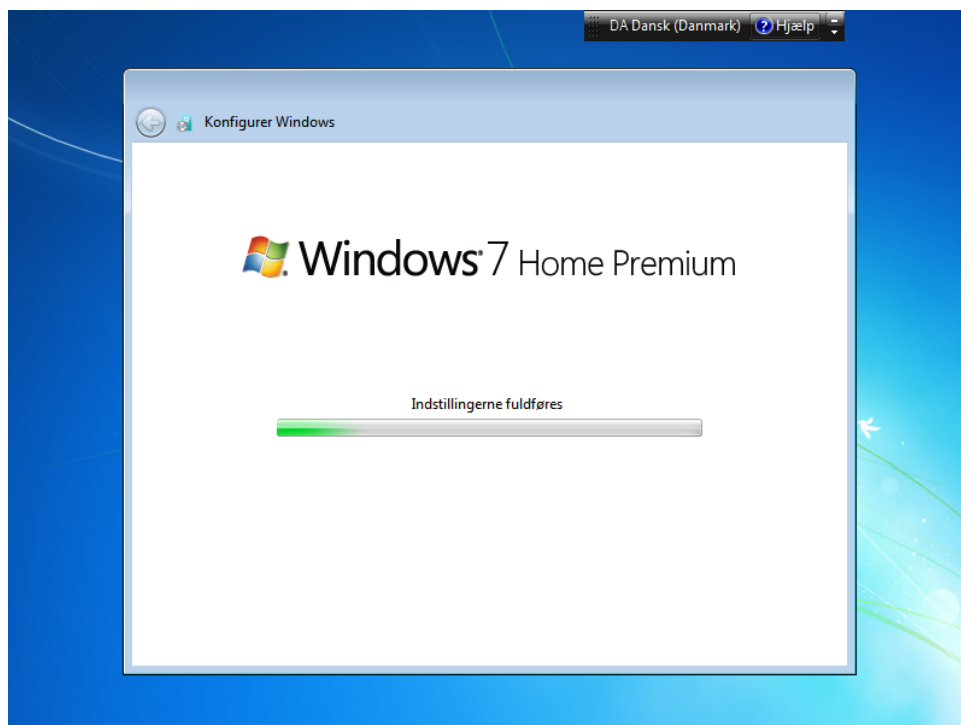 DA Dansk (Danmark) Hjælp
Konfigurer Windows
Windows 7 Home Premium
Indstillingerne fuldføres